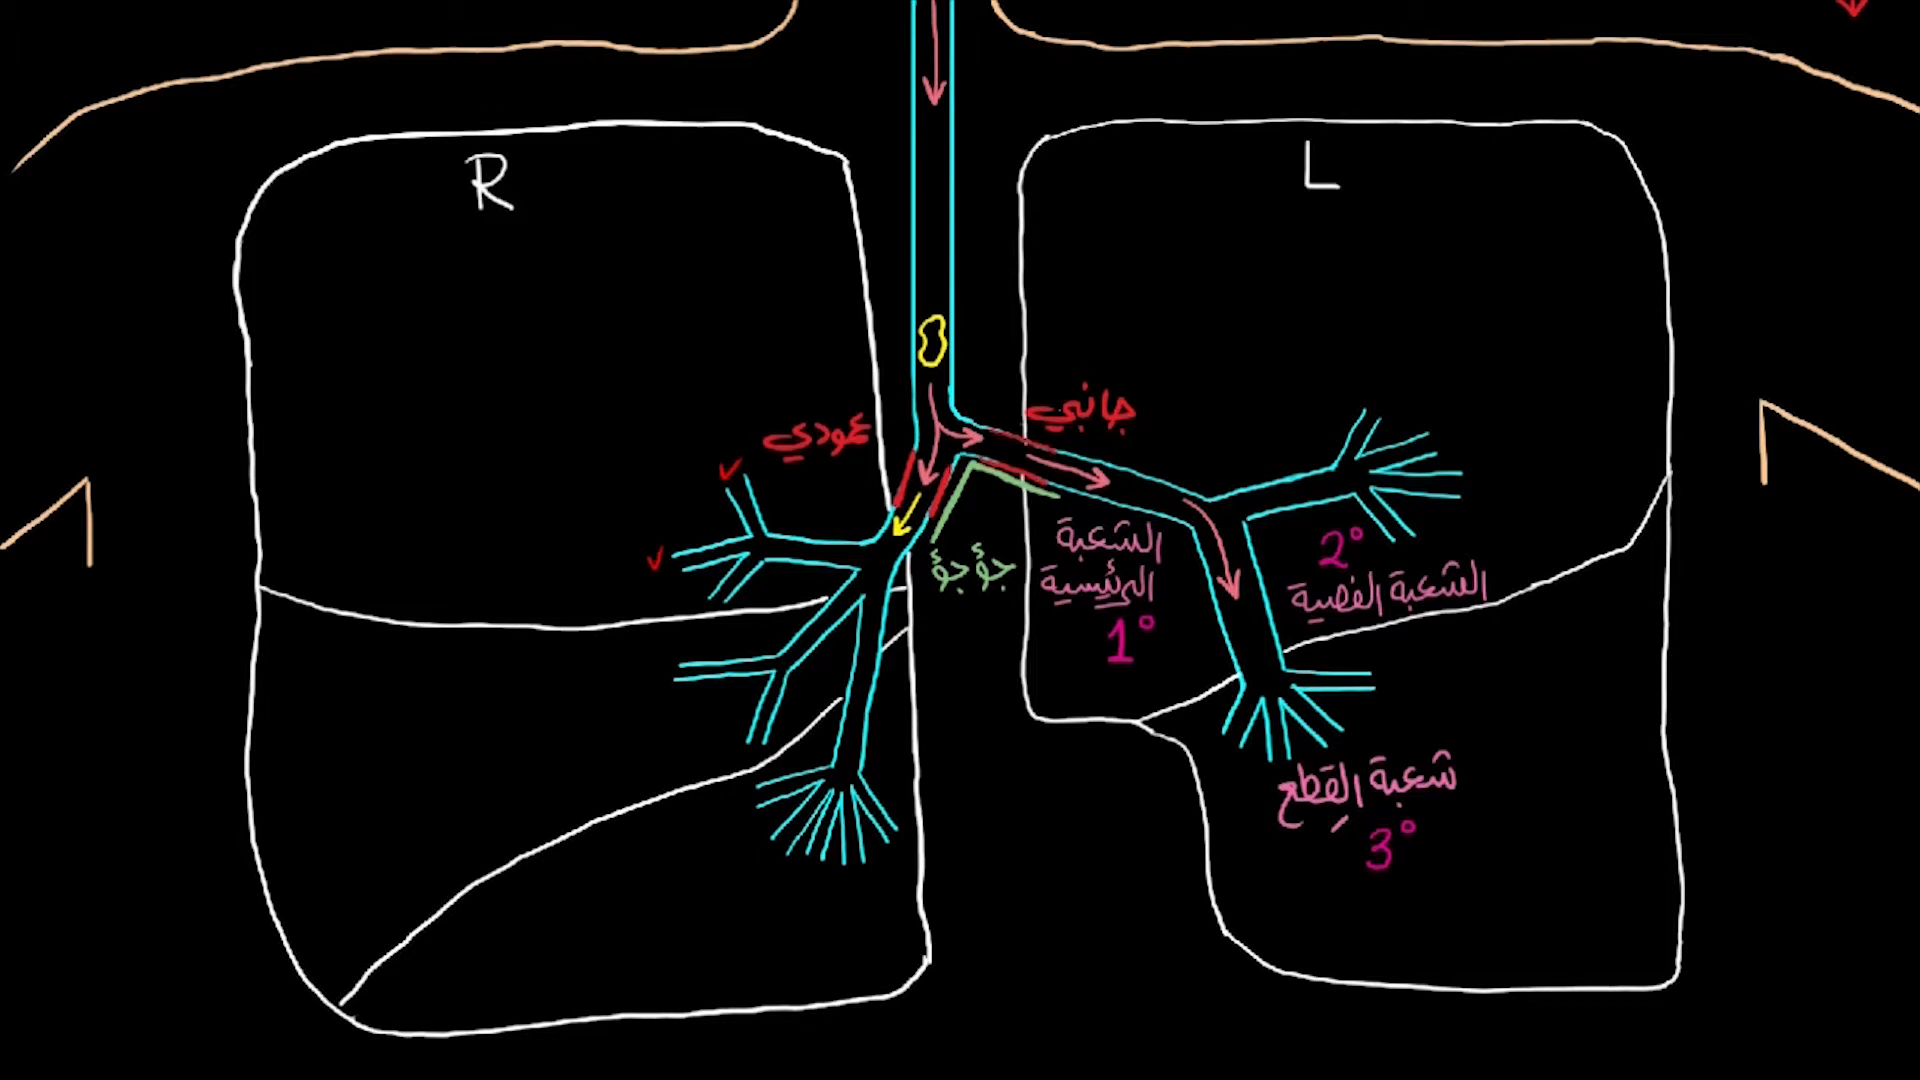 R
L
جانبي
عمودي
الشعبة
الرئيسية
1°
جؤجؤ
2°
الشعبة الفصية
شعبة القطع
3°